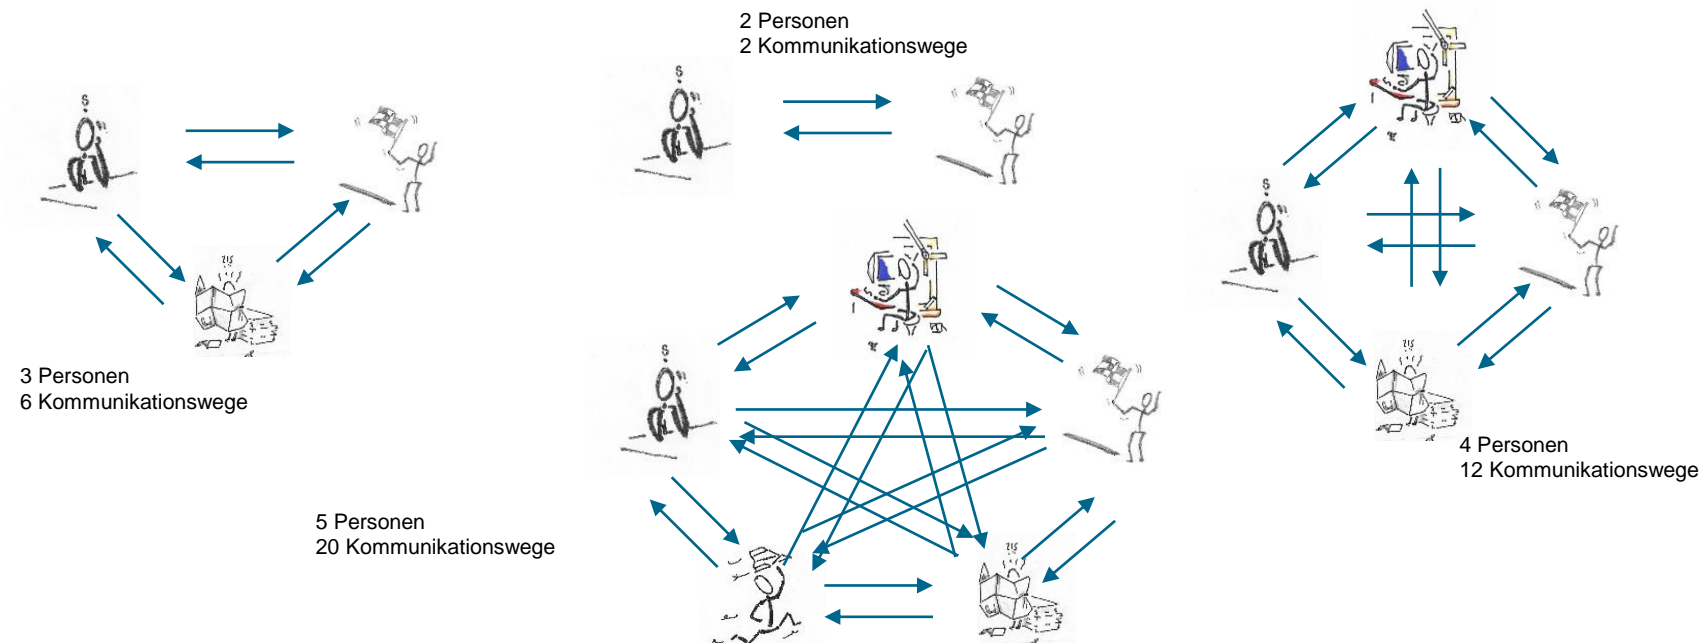 2 Personen
2 Kommunikationswege
3 Personen
6 Kommunikationswege
4 Personen
12 Kommunikationswege
5 Personen
20 Kommunikationswege